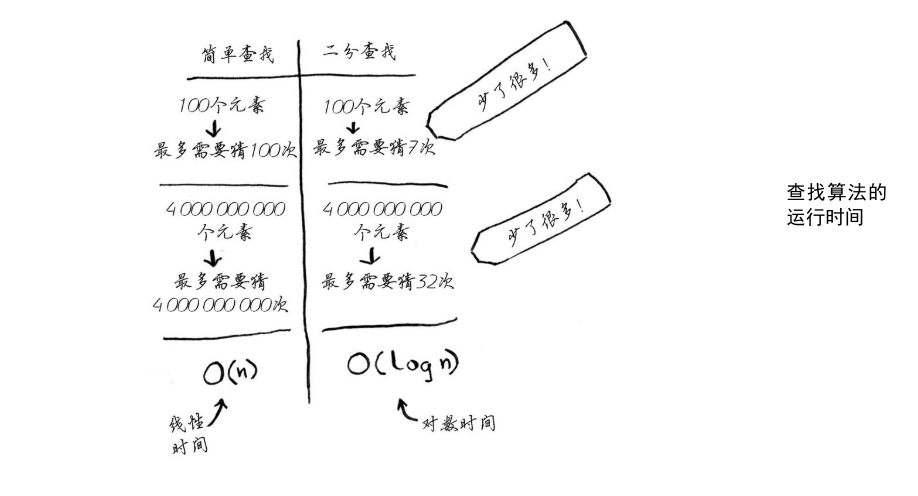 简单查找
二分查找
100个元素
最多需要猜100次
100个元素
最多需要猜7次
少了很多！
4 000 000 000
个元素
最多需要猜
4 000 000 000次
4 000 000 000
个元素
最多需要猜32次
少了很多！
O(n)
O(logn)
线性
时间
对数时间
查找算法的
运行时间